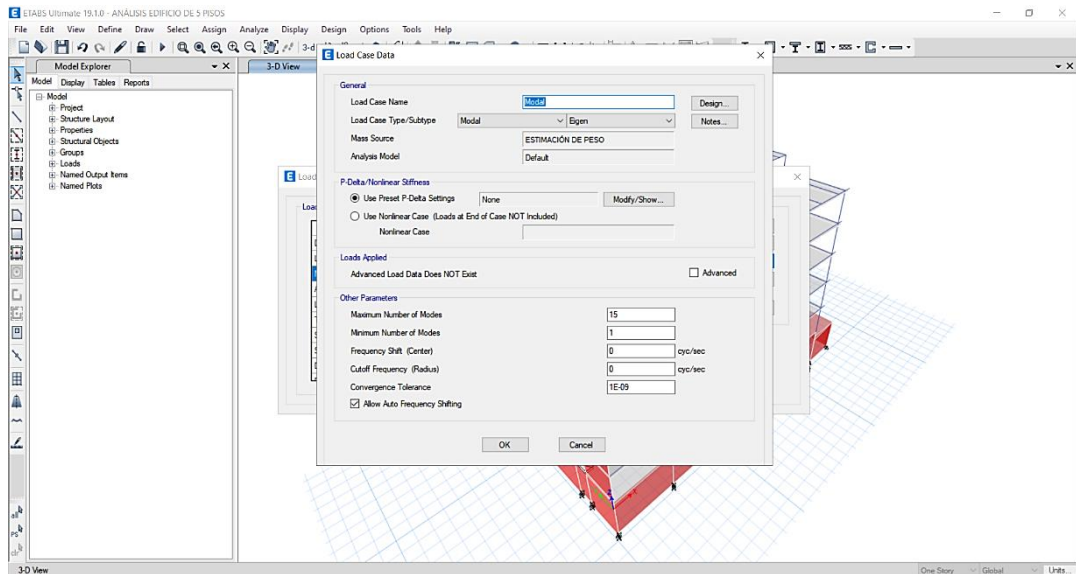 ETABS Ultimate 19.1.0 - ANÁLISIS EDIFICIO DE 5 PISOS
File Edit View Define Draw Select Assign Analyze Display Design Options Tools Help
3-d
Model Explorer
3-D View
Model Display Tables Reports
Model
Project
Structure Layout
Properties
Structural Objects
Groups
Loads
Named Output Items
Named Plots
Load Case Data
General
Load Case Name Modal Design...
Load Case Type/Subtype Modal Eigen Notes...
Mass Source ESTIMACIÓN DE PESO
Analysis Model Default
P-Delta/Nonlinear Stiffness
Use Preset P-Delta Settings None Modify/Show...
Use Nonlinear Case (Loads at End of Case NOT Included)
Nonlinear Case
Loads Applied
Advanced Load Data Does NOT Exist Advanced
Other Parameters
Maximum Number of Modes 15
Minimum Number of Modes 1
Frequency Shift (Center) 0 cyc/sec
Cutoff Frequency (Radius) 0 cyc/sec
Convergence Tolerance 1E-09
Allow Auto Frequency Shifting
OK Cancel
3-D View One Story Global Units...